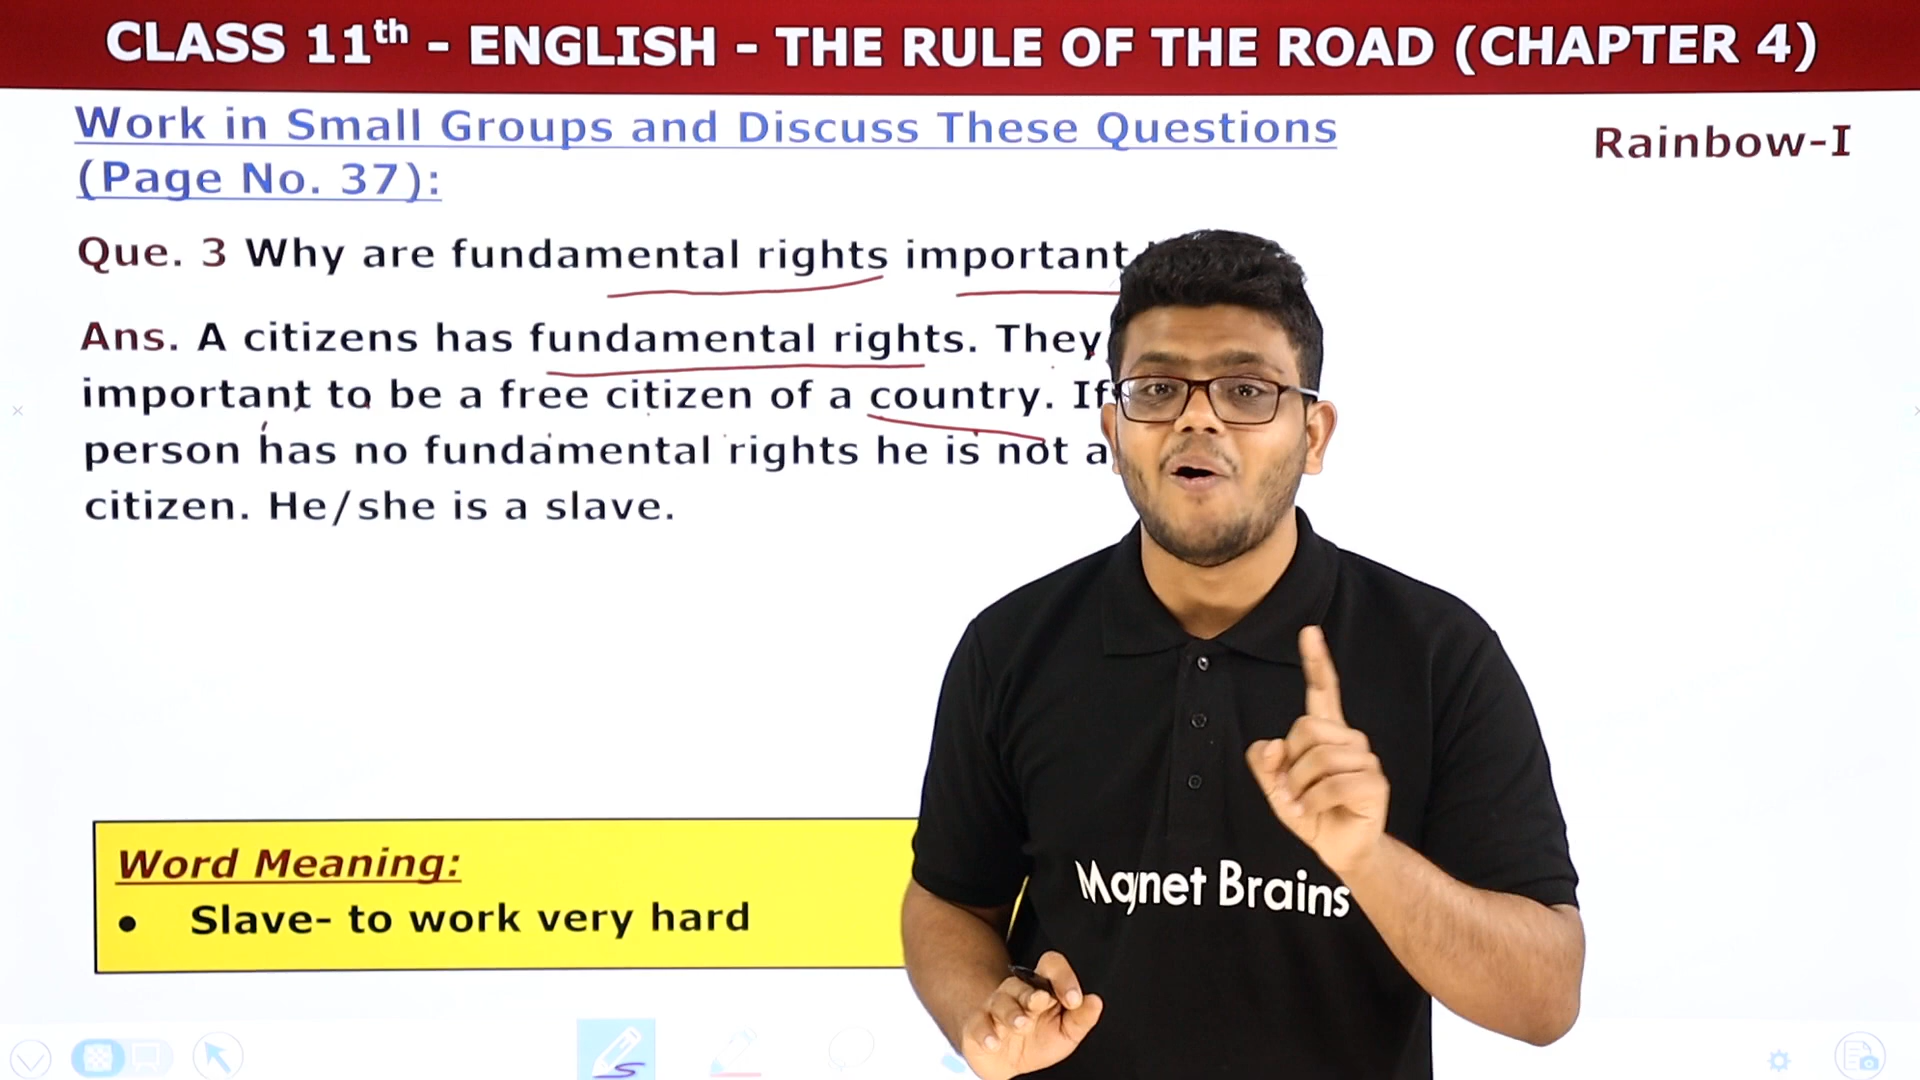 CLASS 11th - ENGLISH - THE RULE OF THE ROAD (CHAPTER 4)
Work in Small Groups and Discuss These Questions
(Page No. 37):
Rainbow-I
Que. 3 Why are fundamental rights important
Ans. A citizens has fundamental rights. They
important to be a free citizen of a country. If
person has no fundamental rights he is not a
citizen. He/she is a slave.
Word Meaning:
• Slave- to work very hard
Magnet Brains